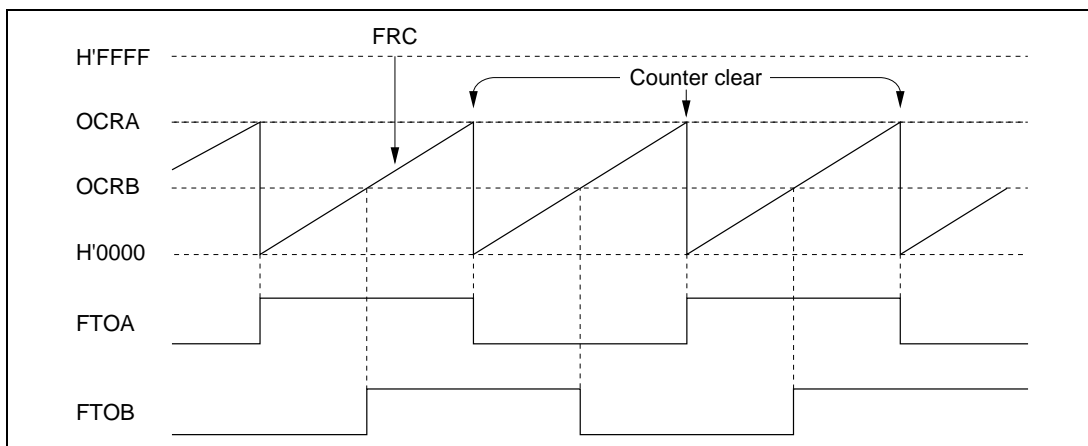 FRC
H'FFFF
Counter clear
OCRA
OCRB
H'0000
FTOA
FTOB